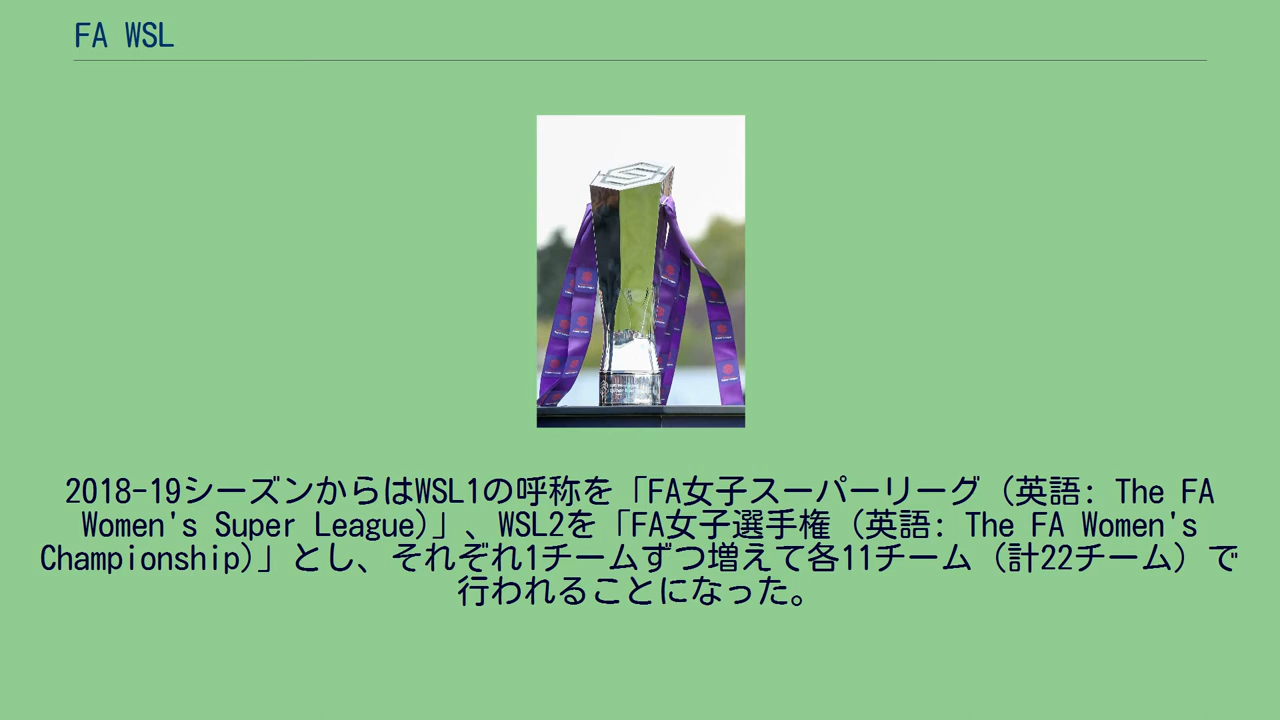 FA WSL
2018-19シーズンからはWSL1の呼称を「FA女子スーパーリーグ（英語: The FA
Women's Super League)」、WSL2を「FA女子選手権（英語: The FA Women's
Championship)」とし、それぞれ1チームずつ増えて各11チーム（計22チーム）で
行われることになった。